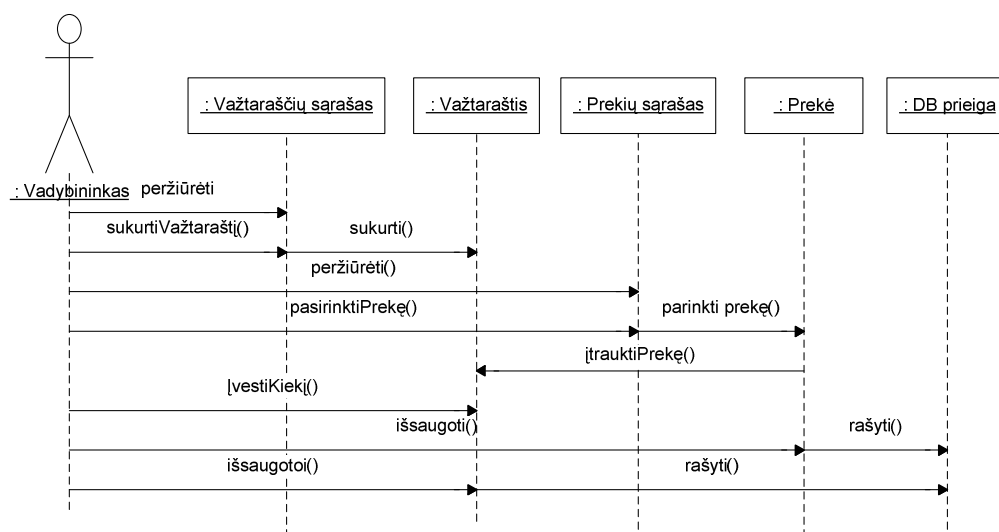 : Važtaraščių sąrašas
: Važtaraštis
: Prekių sąrašas
: Prekė
: DB prieiga
: Vadybininkas
peržiūrėti
sukurtiVažtaraštį()
sukurti()
peržiūrėti()
pasirinktiPrekę()
parinkti prekę()
įtrauktiPrekę()
ĮvestiKiekį()
išsaugoti()
rašyti()
išsaugotoi()
rašyti()